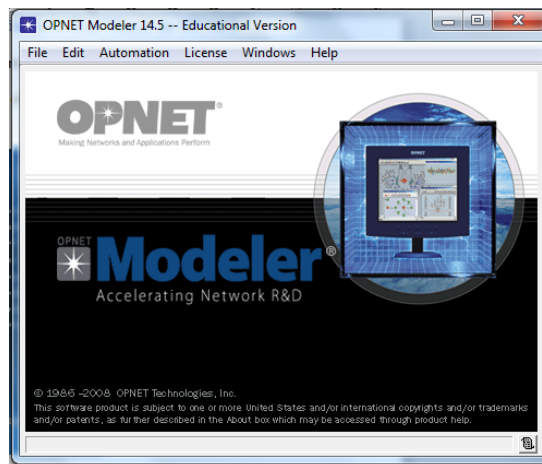 OPNET Modeler 14.5 -- Educational Version
File Edit Automation License Windows Help
OPNET®
Making Networks and Applications Perform
OPNET
OPNET
Modeler®
Accelerating Network R&D
© 1986-2008 OPNET Technologies, Inc.
This software product is subject to one or more United States and/or international copyrights and/or trademarks
and/or patents, as further described in the About box which may be accessed through product help.